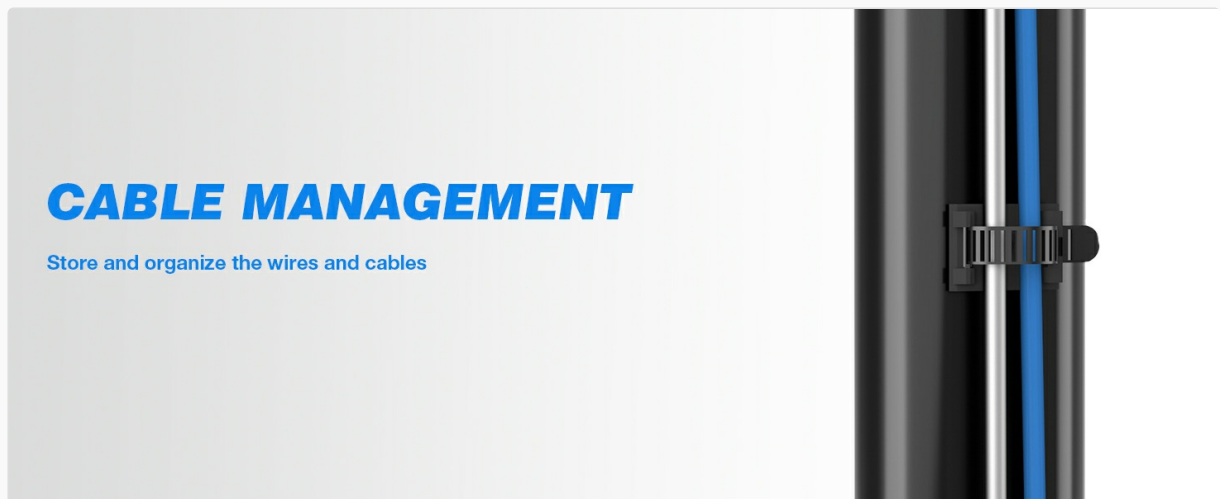 CABLE MANAGEMENT
Store and organize the wires and cables